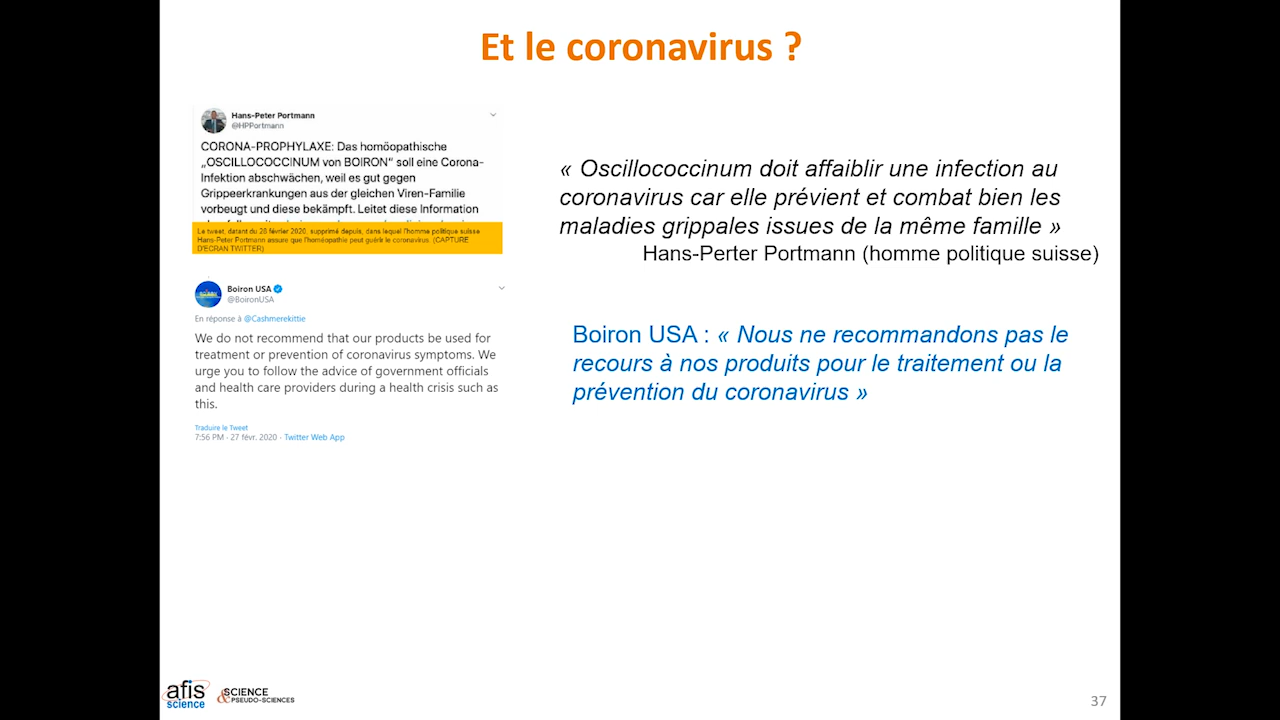 Et le coronavirus ?
Hans-Peter Portmann
@HPPortmann
CORONA-PROPHYLAXE: Das homöopathische
„OSCILLOCOCCINUM von BOIRON“ soll eine Corona-
Infektion abschwächen, weil es gut gegen
Grippeerkrankungen aus der gleichen Viren-Familie
vorbeugt und diese bekämpft. Leitet diese Information
Le tweet, datant du 28 février 2020, supprimé depuis, dans lequel l'homme politique suisse
Hans-Peter Portmann assure que l'homéopathie peut guérir le coronavirus. (CAPTURE
D'ECRAN TWITTER)
« Oscillococcinum doit affaiblir une infection au
coronavirus car elle prévient et combat bien les
maladies grippales issues de la même famille »
Hans-Perter Portmann (homme politique suisse)
Boiron USA
@BoironUSA
En réponse à @Cashmerekittie
We do not recommend that our products be used for
treatment or prevention of coronavirus symptoms. We
urge you to follow the advice of government officials
and health care providers during a health crisis such as
this.
Traduire le Tweet
7:56 PM - 27 févr. 2020 - Twitter Web App
Boiron USA : « Nous ne recommandons pas le
recours à nos produits pour le traitement ou la
prévention du coronavirus »
afis
science
SCIENCE
& PSEUDO-SCIENCES
37